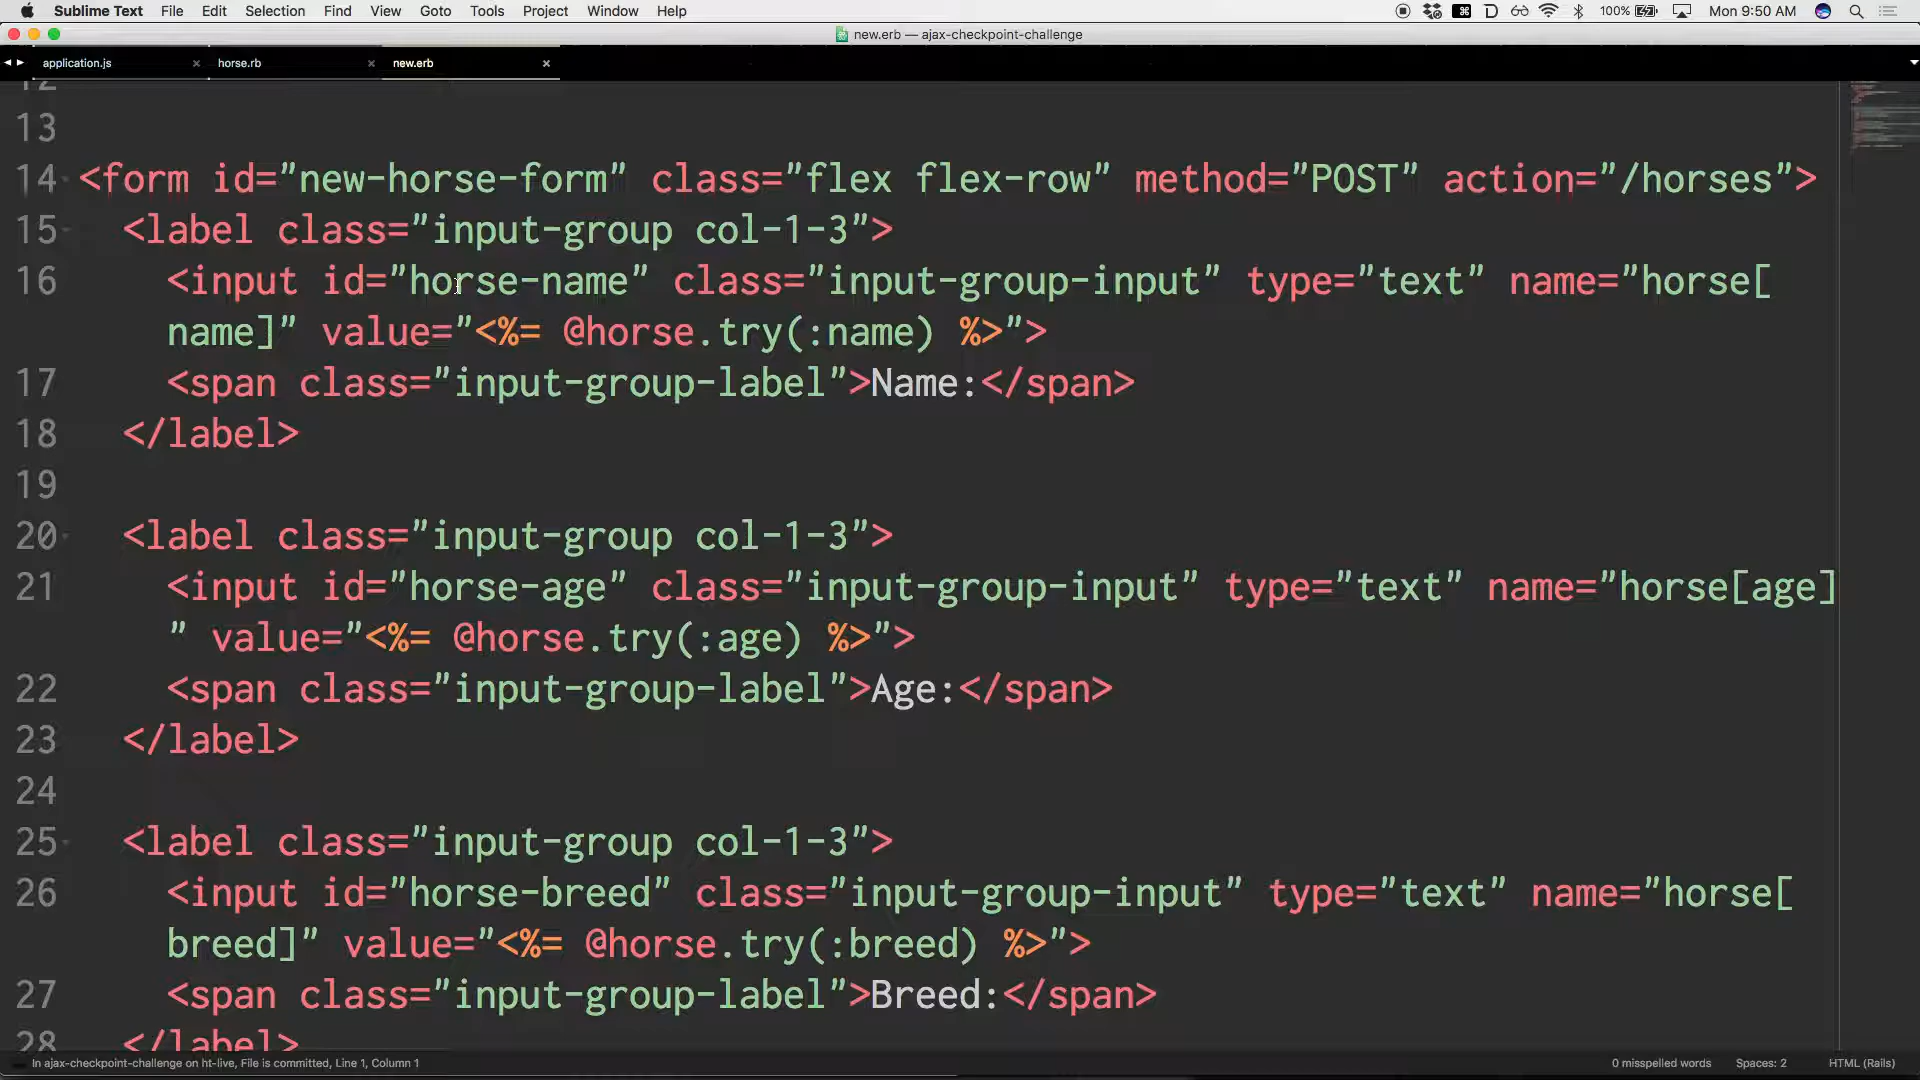 Sublime Text File Edit Selection Find View Goto Tools Project Window Help 100% Mon 9:50 AM
new.erb — ajax-checkpoint-challenge
application.js × horse.rb × new.erb ×
12
13
14 <form id="new-horse-form" class="flex flex-row" method="POST" action="/horses">
15 <label class="input-group col-1-3">
16 <input id="horse-name" class="input-group-input" type="text" name="horse[
name]" value="<%= @horse.try(:name) %>">
17 <span class="input-group-label">Name:</span>
18 </label>
19
20 <label class="input-group col-1-3">
21 <input id="horse-age" class="input-group-input" type="text" name="horse[age]
" value="<%= @horse.try(:age) %>">
22 <span class="input-group-label">Age:</span>
23 </label>
24
25 <label class="input-group col-1-3">
26 <input id="horse-breed" class="input-group-input" type="text" name="horse[
breed]" value="<%= @horse.try(:breed) %>">
27 <span class="input-group-label">Breed:</span>
28 </label>
In ajax-checkpoint-challenge on ht-live, File is committed, Line 1, Column 1 0 misspelled words Spaces: 2 HTML (Rails)